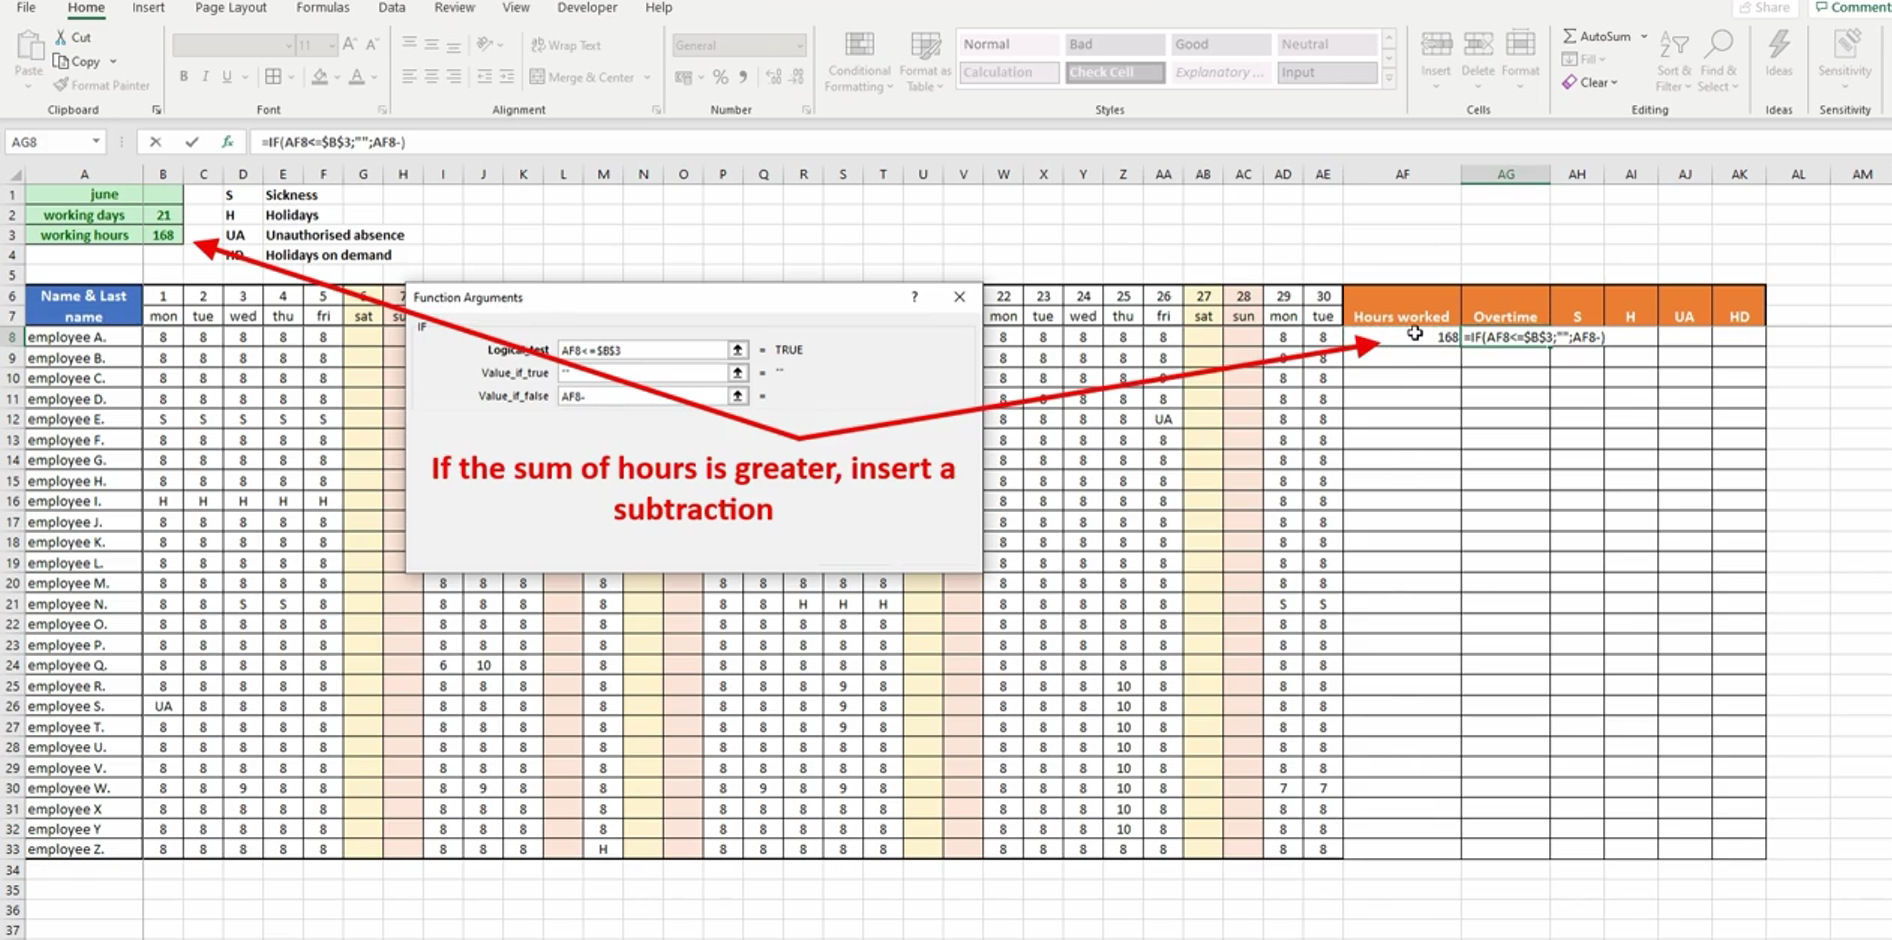 File Home Insert Page Layout Formulas Data Review View Developer Help Share Comment
Cut 11 Wrap Text General Normal Bad Good Neutral AutoSum
Paste Copy Conditional Formatting Format as Table Insert Delete Format Fill Sort & Filter Find & Select Ideas Sensitivity
Format Painter B I U Merge & Center % Calculation Check Cell Explanatory ... Input Clear
Clipboard Font Alignment Number Styles Cells Editing Ideas Sensitivity
AG8 fx =IF(AF8<=$B$3;"";AF8-)
A B C D E F G H I J K L M N O P Q R S T U V W X Y Z AA AB AC AD AE AF AG AH AI AJ AK AL AM
1 june S Sickness
2 working days 21 H Holidays
3 working hours 168 UA Unauthorised absence
4 HD Holidays on demand
5
6 Name & Last 1 2 3 4 5 6 7 22 23 24 25 26 27 28 29 30
7 name mon tue wed thu fri sat su mon tue wed thu fri sat sun mon tue Hours worked Overtime S H UA HD
Function Arguments ?
IF
Logical_test AF8<=$B$3 = TRUE
Value_if_true "" = ""
Value_if_false AF8- =
If the sum of hours is greater, insert a
subtraction
8 employee A. 8 8 8 8 8 8 8 8 8 8 8 8 168 =IF(AF8<=$B$3;"";AF8-)
9 employee B. 8 8 8 8 8 8 8 8 8 8 8 8
10 employee C. 8 8 8 8 8 8 8 8 8 8 8 8
11 employee D. 8 8 8 8 8 8 8 8 8 8 8 8
12 employee E. S S S S S 8 8 8 8 UA 8 8
13 employee F. 8 8 8 8 8 8 8 8 8 8 8 8
14 employee G. 8 8 8 8 8 8 8 8 8 8 8 8
15 employee H. 8 8 8 8 8 8 8 8 8 8 8 8
16 employee I. H H H H H 8 8 8 8 8 8 8
17 employee J. 8 8 8 8 8 8 8 8 8 8 8 8
18 employee K. 8 8 8 8 8 8 8 8 8 8 8 8
19 employee L. 8 8 8 8 8 8 8 8 8 8 8 8
20 employee M. 8 8 8 8 8 8 8 8 8 8 8 8 8 8 8 8 8 8 8 8 8
21 employee N. 8 8 S S 8 8 8 8 8 8 8 H H H 8 8 8 8 8 S S
22 employee O. 8 8 8 8 8 8 8 8 8 8 8 8 8 8 8 8 8 8 8 8 8
23 employee P. 8 8 8 8 8 8 8 8 8 8 8 8 8 8 8 8 8 8 8 8 8
24 employee Q. 8 8 8 8 8 6 10 8 8 8 8 8 8 8 8 8 8 8 8 8 8
25 employee R. 8 8 8 8 8 8 8 8 8 8 8 8 9 8 8 8 8 10 8 8 8
26 employee S. UA 8 8 8 8 8 8 8 8 8 8 8 9 8 8 8 8 10 8 8 8
27 employee T. 8 8 8 8 8 8 8 8 8 8 8 8 9 8 8 8 8 10 8 8 8
28 employee U. 8 8 8 8 8 8 8 8 8 8 8 8 8 8 8 8 8 10 8 8 8
29 employee V. 8 8 8 8 8 8 8 8 8 8 8 8 8 8 8 8 8 10 8 8 8
30 employee W. 8 8 9 8 8 8 9 8 8 8 9 8 9 8 8 8 8 10 8 7 7
31 employee X 8 8 8 8 8 8 8 8 8 8 8 8 8 8 8 8 8 10 8 8 8
32 employee Y 8 8 8 8 8 8 8 8 8 8 8 8 8 8 8 8 8 10 8 8 8
33 employee Z. 8 8 8 8 8 8 8 8 H 8 8 8 8 8 8 8 8 8 8 8 8
34
35
36
37